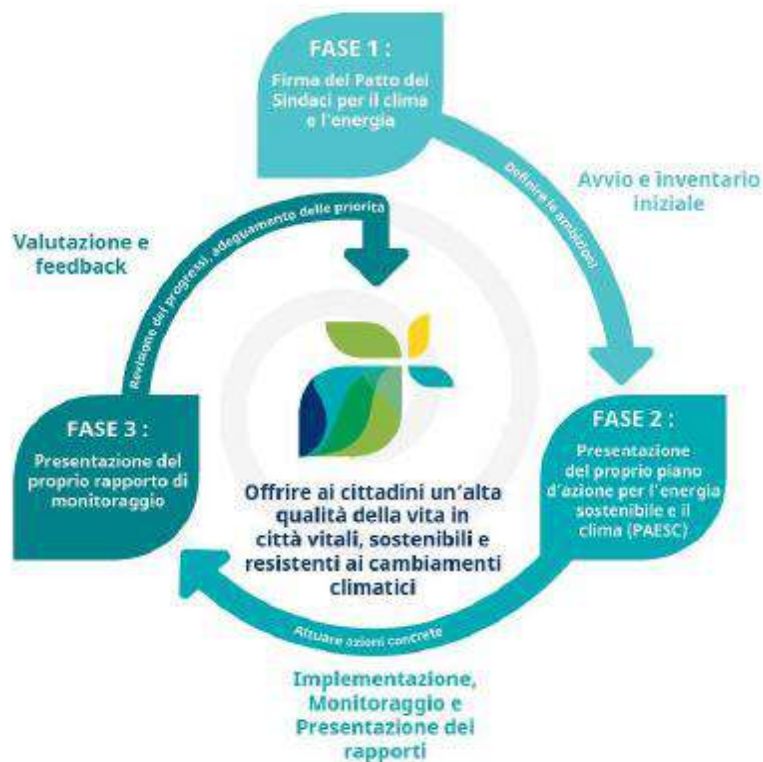 FASE 1 :
Firma del Patto dei
Sindaci per il clima
e l'energia
Definire le ambizioni
Avvio e inventario
iniziale
FASE 2 :
Presentazione
del proprio piano
d'azione per l'energia
sostenibile e il
clima (PAESC)
Attuare azioni concrete
Implementazione,
Monitoraggio e
Presentazione dei
rapporti
FASE 3 :
Presentazione del
proprio rapporto di
monitoraggio
Revisione dei progressi, adeguamento delle priorità
Valutazione e
feedback
Offrire ai cittadini un'alta
qualità della vita in
città vitali, sostenibili e
resistenti ai cambiamenti
climatici